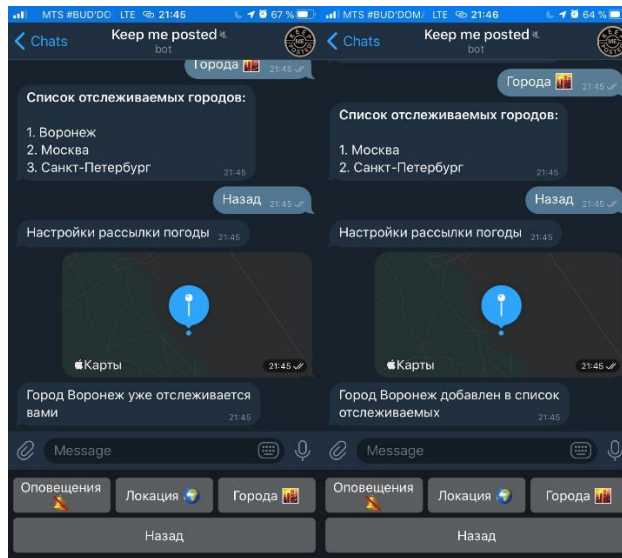 MTS #BUD'DO LTE 21:45 67 %
Chats
Keep me posted
bot
Города 21:45
Список отслеживаемых городов:
1. Воронеж
2. Москва
3. Санкт-Петербург
21:45
Назад 21:45
Настройки рассылки погоды 21:45
Карты
21:45
Город Воронеж уже отслеживается
вами
21:45
Message
Оповещения
Локация
Города
Назад
MTS #BUD'DOM/ LTE 21:46 64 %
Chats
Keep me posted
bot
Города 21:45
Список отслеживаемых городов:
1. Москва
2. Санкт-Петербург
21:45
Назад 21:45
Настройки рассылки погоды 21:45
Карты
21:45
Город Воронеж добавлен в список
отслеживаемых
21:45
Message
Оповещения
Локация
Города
Назад